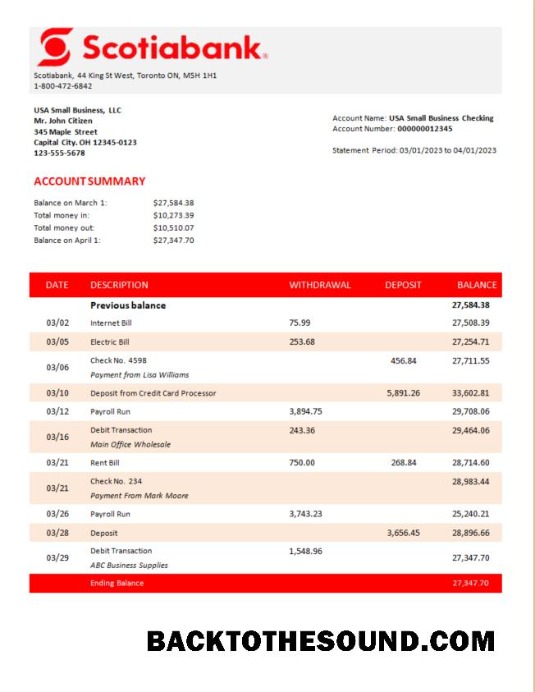 Scotiabank®
Scotiabank, 44 King St West, Toronto ON, M5H 1H1
1-800-472-6842
USA Small Business, LLC
Mr. John Citizen
345 Maple Street
Capital City. OH 12345-0123
123-555-5678
Account Name: USA Small Business Checking
Account Number: 000000012345
Statement Period: 03/01/2023 to 04/01/2023
ACCOUNT SUMMARY
Balance on March 1: $27,584.38
Total money in: $10,273.39
Total money out: $10,510.07
Balance on April 1: $27,347.70
DATE DESCRIPTION WITHDRAWAL DEPOSIT BALANCE
Previous balance 27,584.38
03/02 Internet Bill 75.99 27,508.39
03/05 Electric Bill 253.68 27,254.71
03/06 Check No. 4598 456.84 27,711.55
Payment from Lisa Williams
03/10 Deposit from Credit Card Processor 5,891.26 33,602.81
03/12 Payroll Run 3,894.75 29,708.06
03/16 Debit Transaction 243.36 29,464.06
Main Office Wholesale
03/21 Rent Bill 750.00 268.84 28,714.60
03/21 Check No. 234 28,983.44
Payment From Mark Moore
03/26 Payroll Run 3,743.23 25,240.21
03/28 Deposit 3,656.45 28,896.66
03/29 Debit Transaction 1,548.96 27,347.70
ABC Business Supplies
Ending Balance 27,347.70
BACKTOTHESOUND.COM